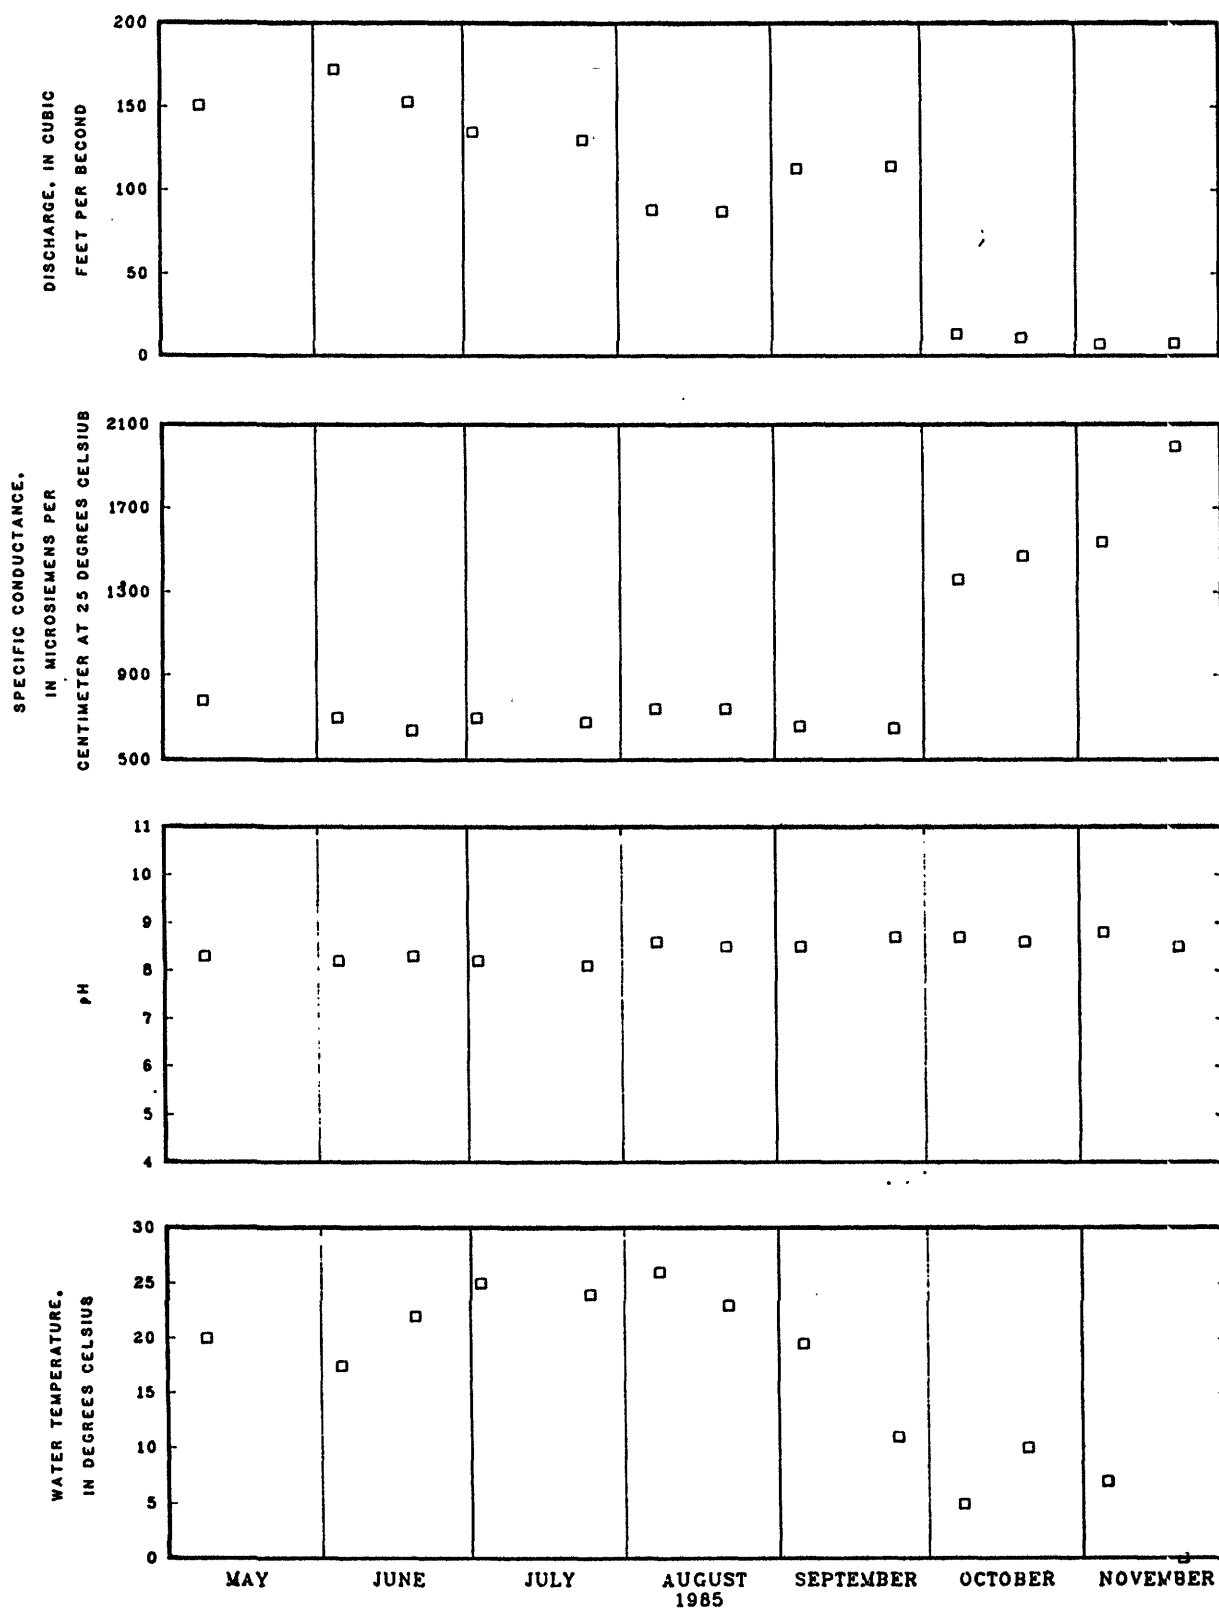 DISCHARGE, IN CUBIC
FEET PER BECOND
200
150
100
50
0
SPECIFIC CONDUCTANCE,
IN MICROSIEMENS PER
CENTIMETER AT 25 DEGREES CELSIUB
2100
1700
1300
900
500
pH
11
10
9
8
7
6
5
4
WATER TEMPERATURE,
IN DEGREES CELSIUS
30
25
20
15
10
5
0
MAY JUNE JULY AUGUST SEPTEMBER OCTOBER NOVEMBER
1985